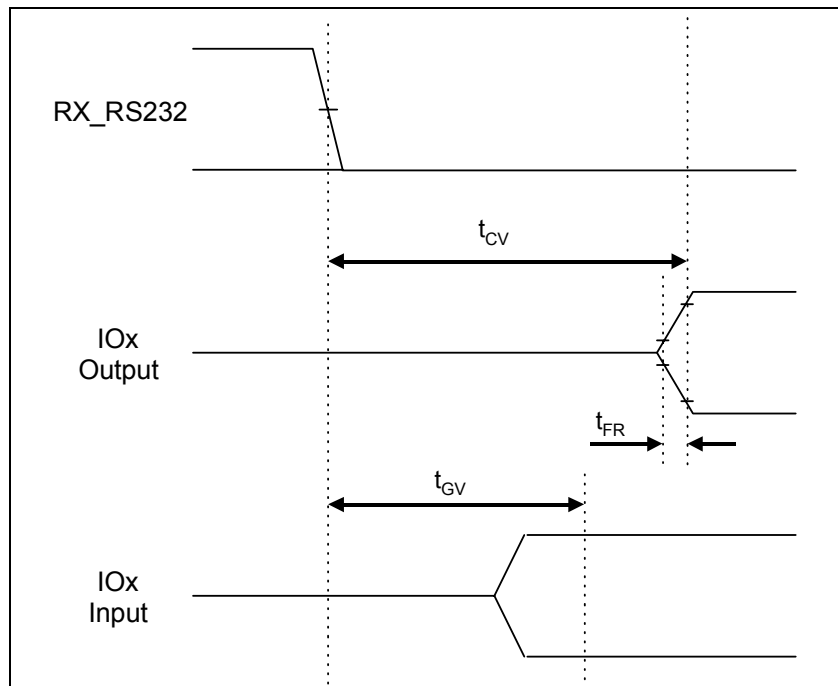 RX_RS232
tCV
IOx
Output
tFR
tGV
IOx
Input